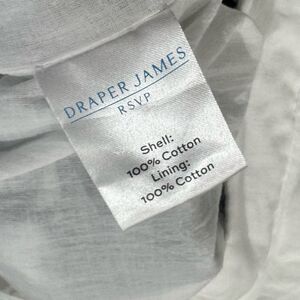 DRAPER JAMES
RSVP
Shell:
100% Cotton
Lining:
100% Cotton